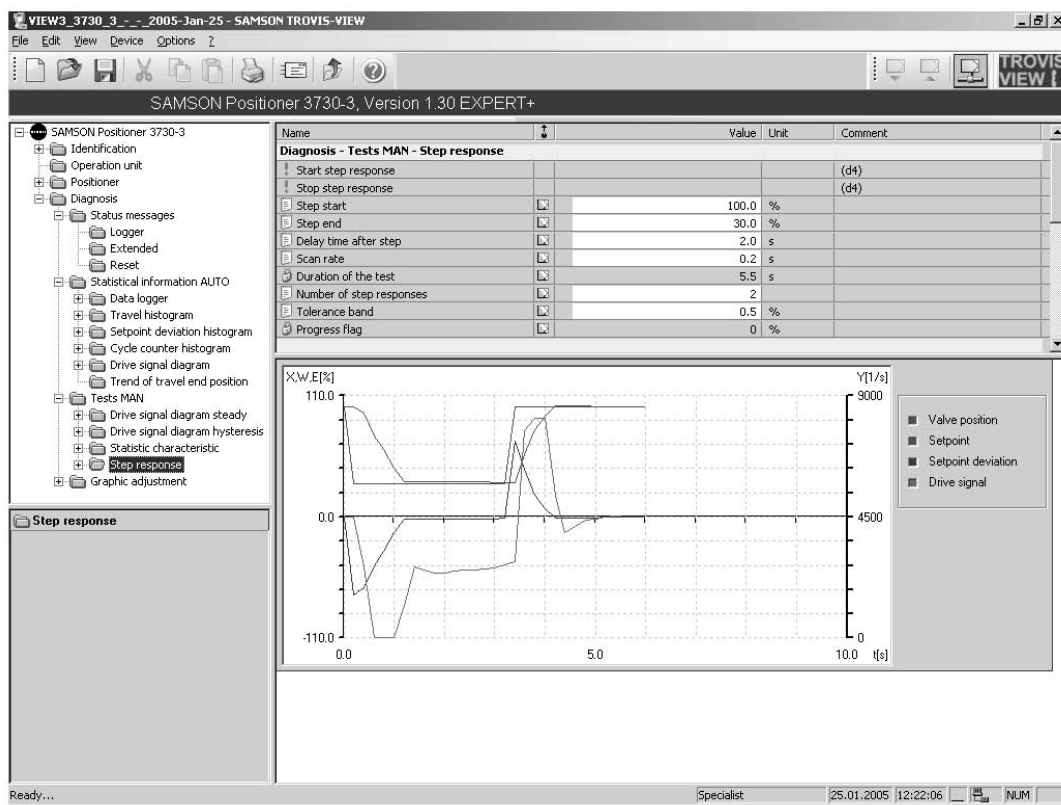 VIEW3_3730_3_-_-_2005-Jan-25 - SAMSON TROVIS-VIEW
File Edit View Device Options ?
TROVIS
VIEW
SAMSON Positioner 3730-3, Version 1.30 EXPERT+
SAMSON Positioner 3730-3
Identification
Operation unit
Positioner
Diagnosis
Status messages
Logger
Extended
Reset
Statistical information AUTO
Data logger
Travel histogram
Setpoint deviation histogram
Cycle counter histogram
Drive signal diagram
Trend of travel end position
Tests MAN
Drive signal diagram steady
Drive signal diagram hysteresis
Statistic characteristic
Step response
Graphic adjustment
Step response
Name Value Unit Comment
Diagnosis - Tests MAN - Step response
Start step response (d4)
Stop step response (d4)
Step start 100.0 %
Step end 30.0 %
Delay time after step 2.0 s
Scan rate 0.2 s
Duration of the test 5.5 s
Number of step responses 2
Tolerance band 0.5 %
Progress flag 0 %
X,W,E[%] Y[1/s]
110.0 9000
0.0 4500
-110.0 0
0.0 5.0 10.0 t[s]
Valve position
Setpoint
Setpoint deviation
Drive signal
Ready... Specialist 25.01.2005 12:22:06 NUM